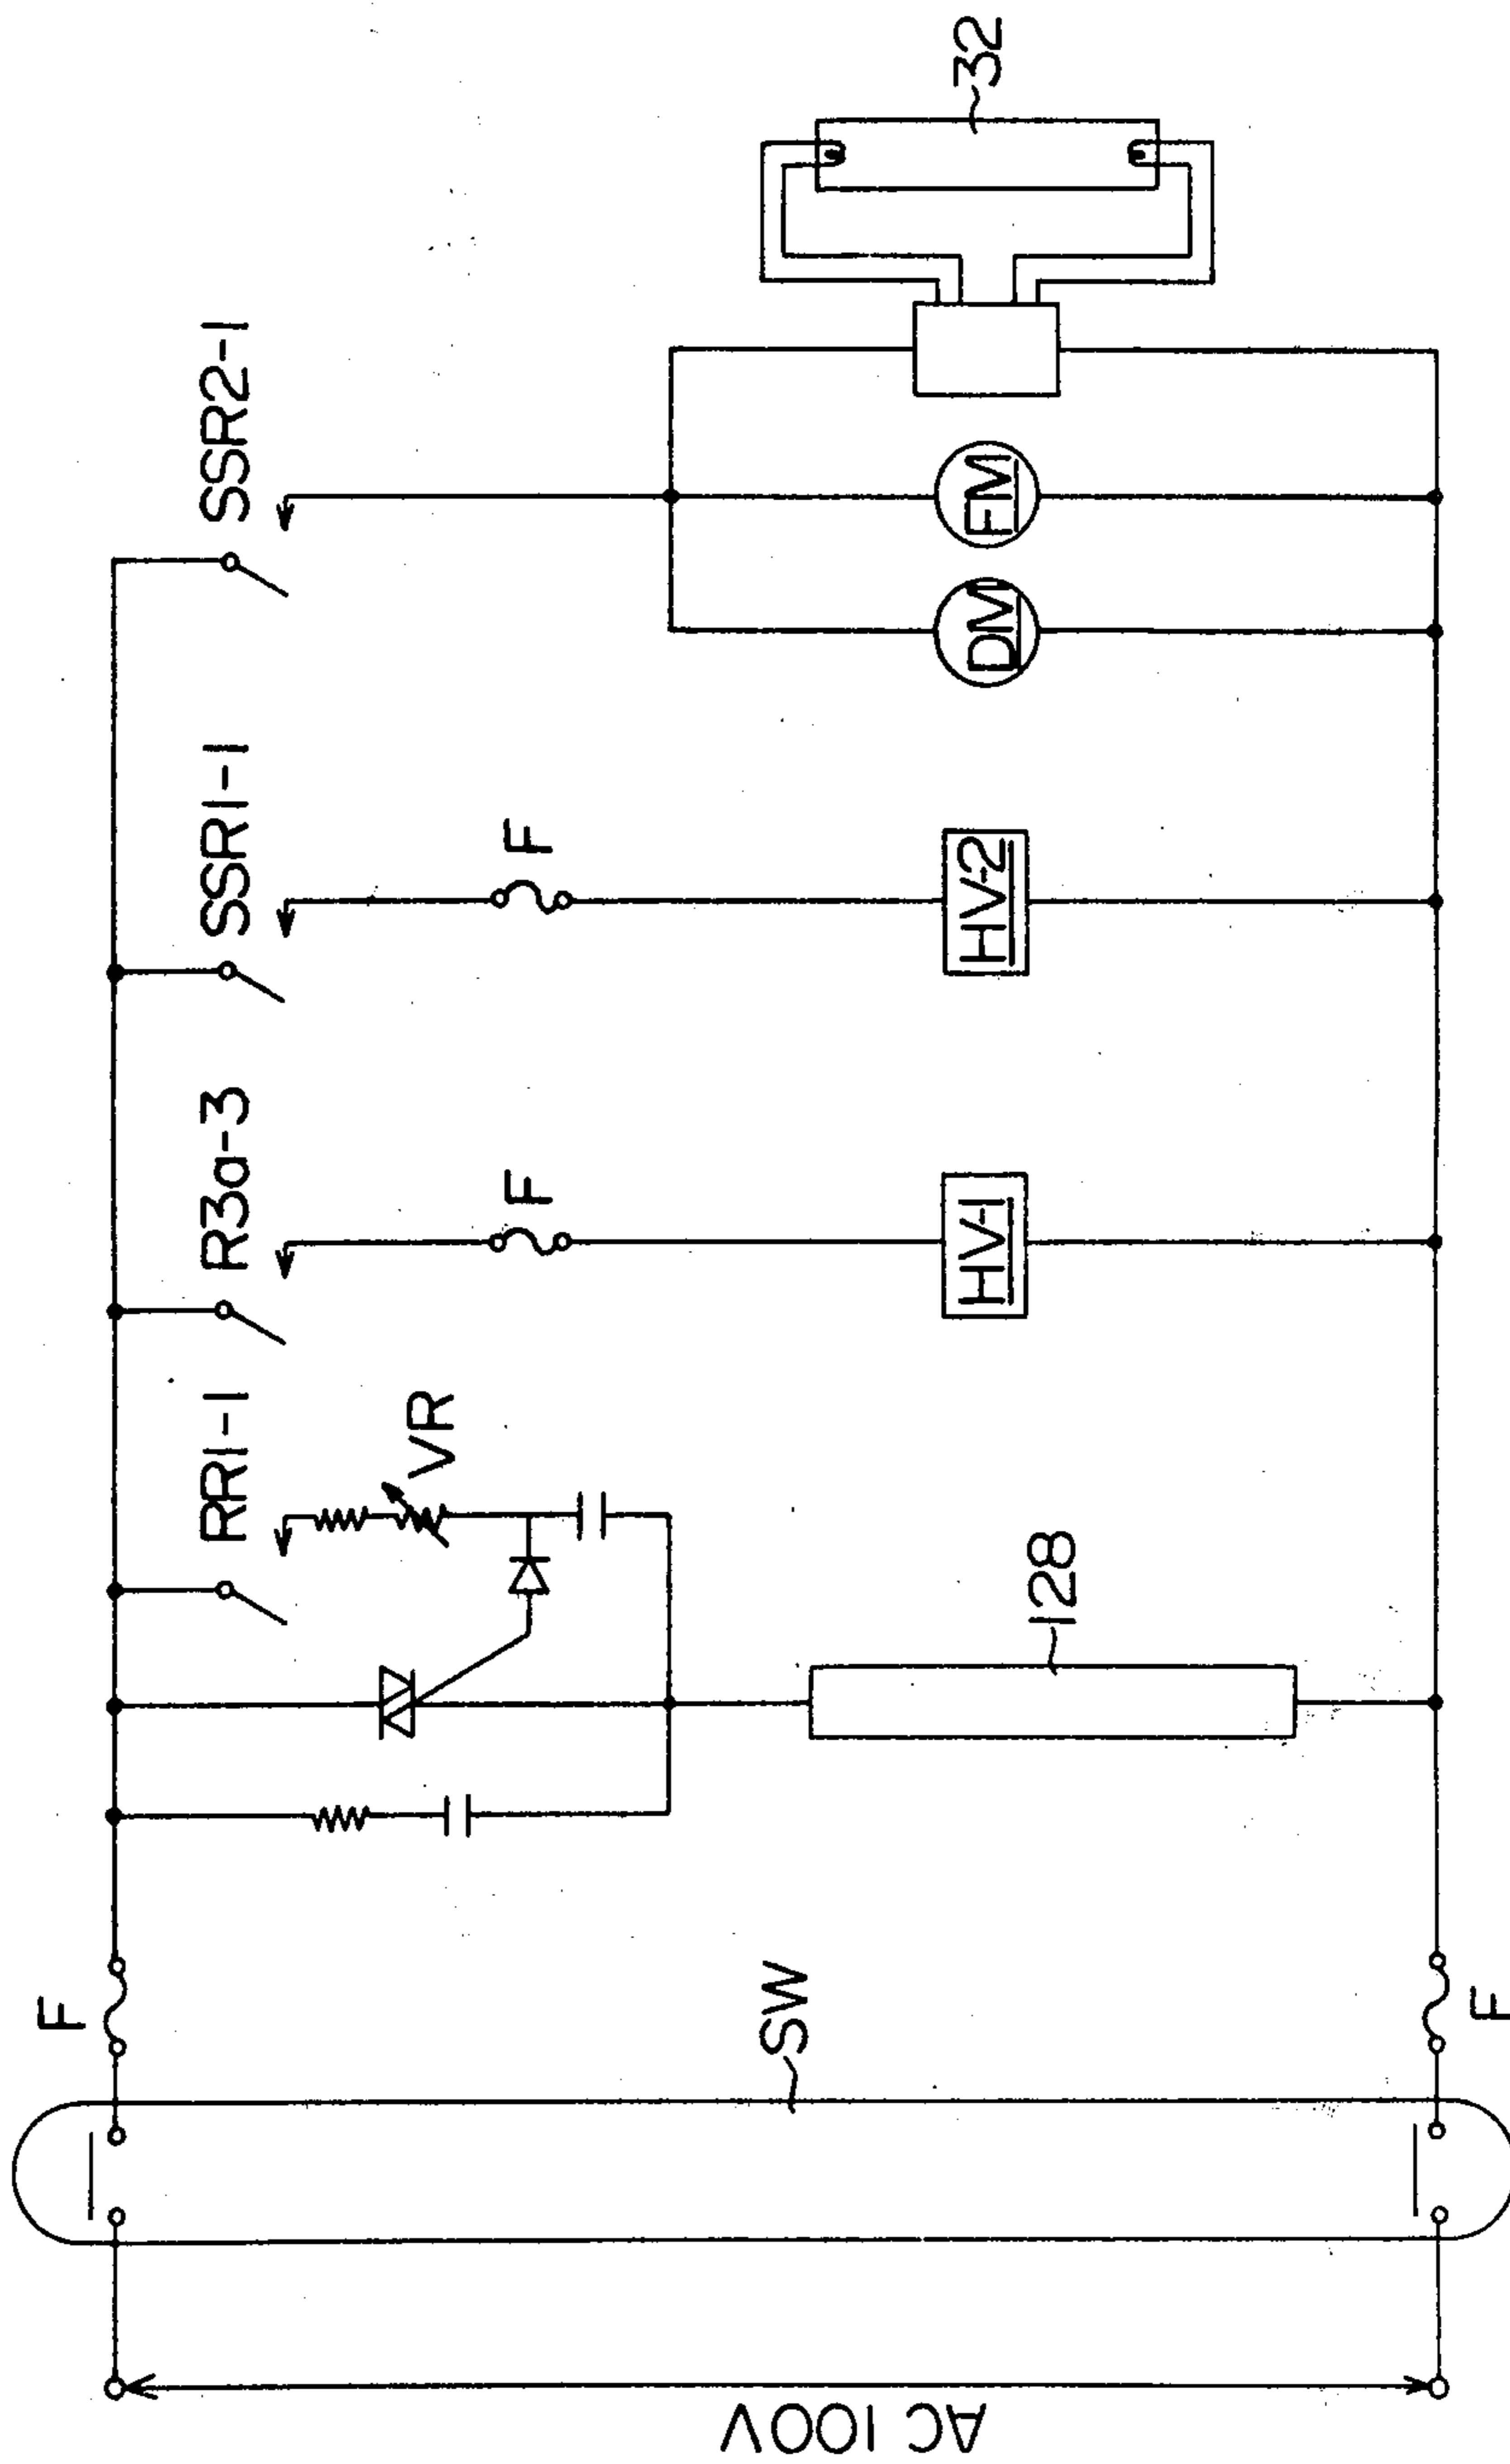 AC 100V
SW
F
F
RR1-1
VR
128
R3a-3
F
HV-1
SSR1-1
F
HV-2
SSR2-1
DM
FM
32